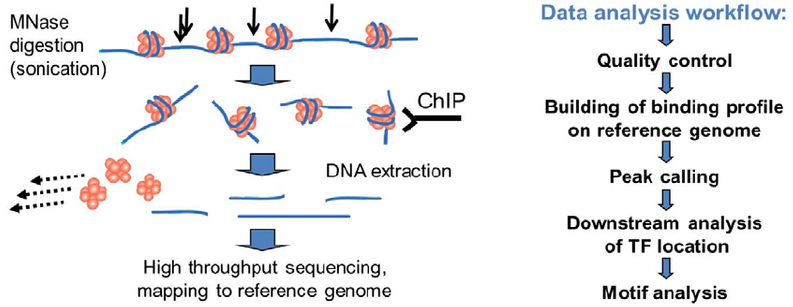 MNase
digestion
(sonication)
ChIP
DNA extraction
High throughput sequencing,
mapping to reference genome
Data analysis workflow:
Quality control
Building of binding profile
on reference genome
Peak calling
Downstream analysis
of TF location
Motif analysis